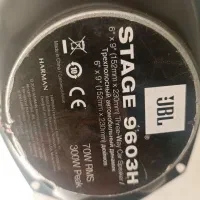 JBL
STAGE 9603H
6" x 9" (152mm x 230mm) Three-Way Car Speakers
Трехполосный автомобильный динамик
6" x 9" (152mm x 230mm) дюймов
70W RMS
300W Peak
HARMAN